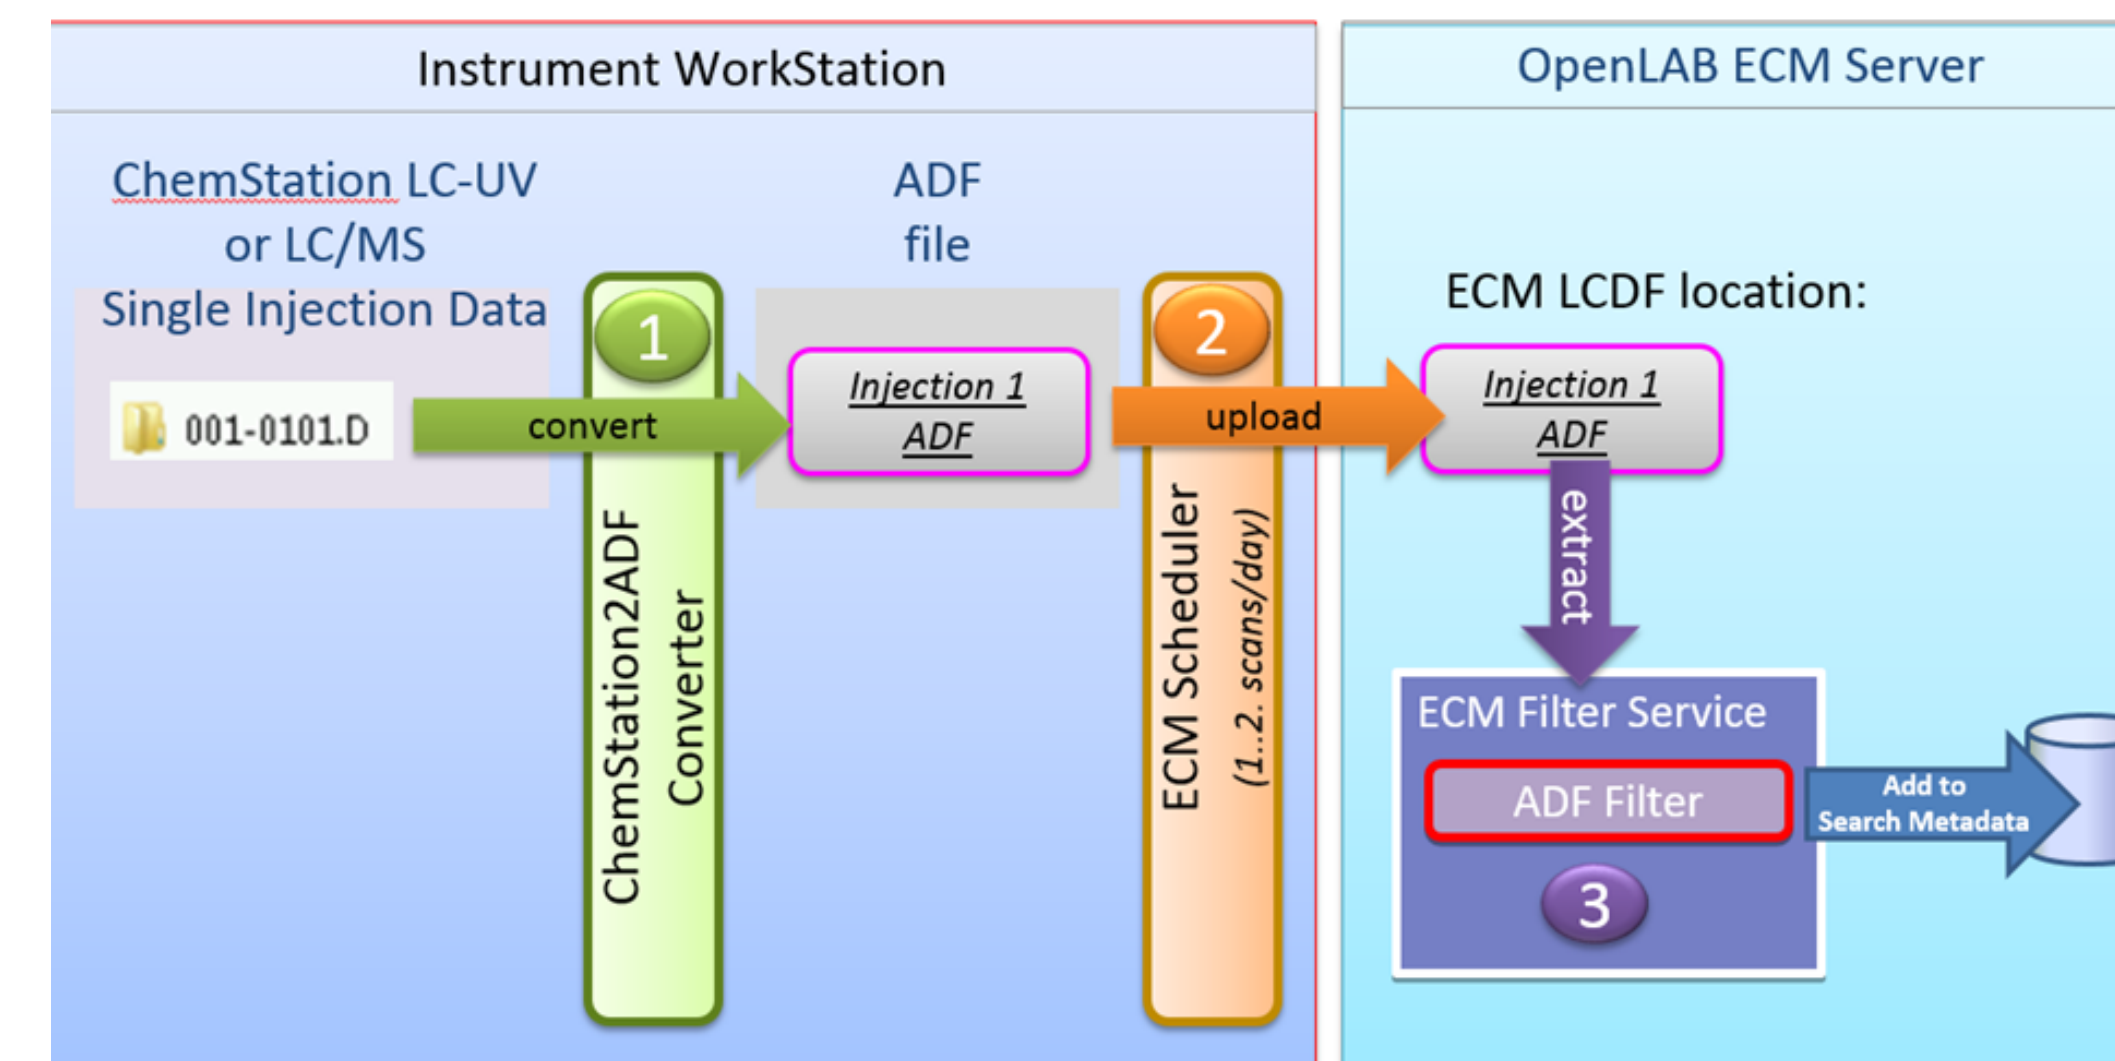 Instrument WorkStation
OpenLAB ECM Server
ChemStation LC-UV
or LC/MS
Single Injection Data
ADF
file
001-0101.D
convert
1
ChemStation2ADF
Converter
Injection 1
ADF
2
upload
ECM Scheduler
(1..2. scans/day)
ECM LCDF location:
Injection 1
ADF
extract
ECM Filter Service
ADF Filter
3
Add to
Search Metadata